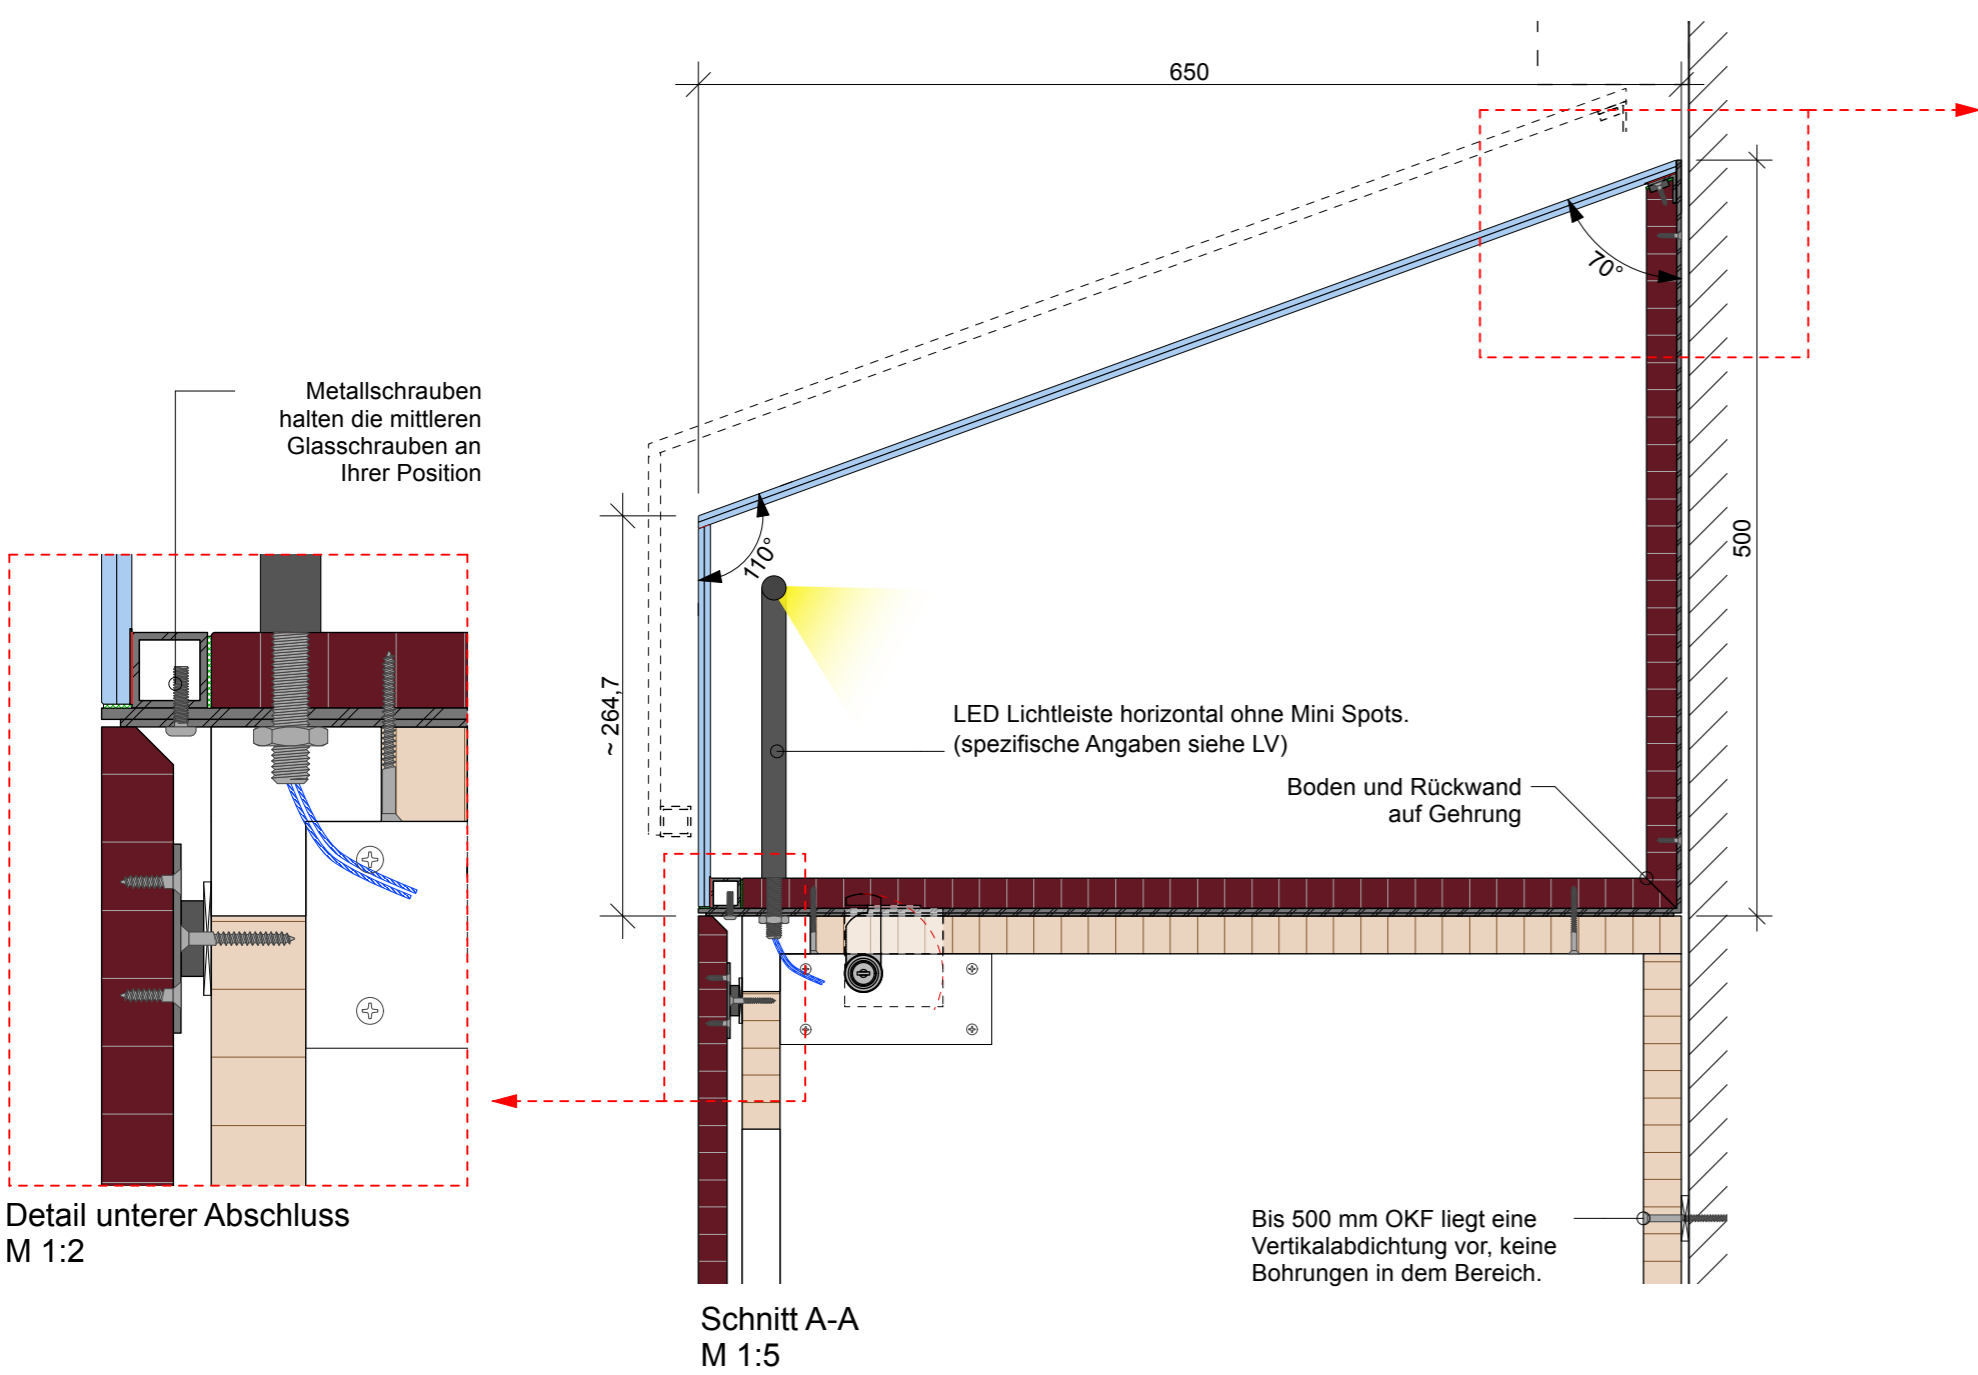 650
70°
Metallschrauben
halten die mittleren
Glasschrauben an
Ihrer Position
110°
500
~ 264,7
LED Lichtleiste horizontal ohne Mini Spots.
(spezifische Angaben siehe LV)
Boden und Rückwand
auf Gehrung
Detail unterer Abschluss
M 1:2
Bis 500 mm OKF liegt eine
Vertikalabdichtung vor, keine
Bohrungen in dem Bereich.
Schnitt A-A
M 1:5